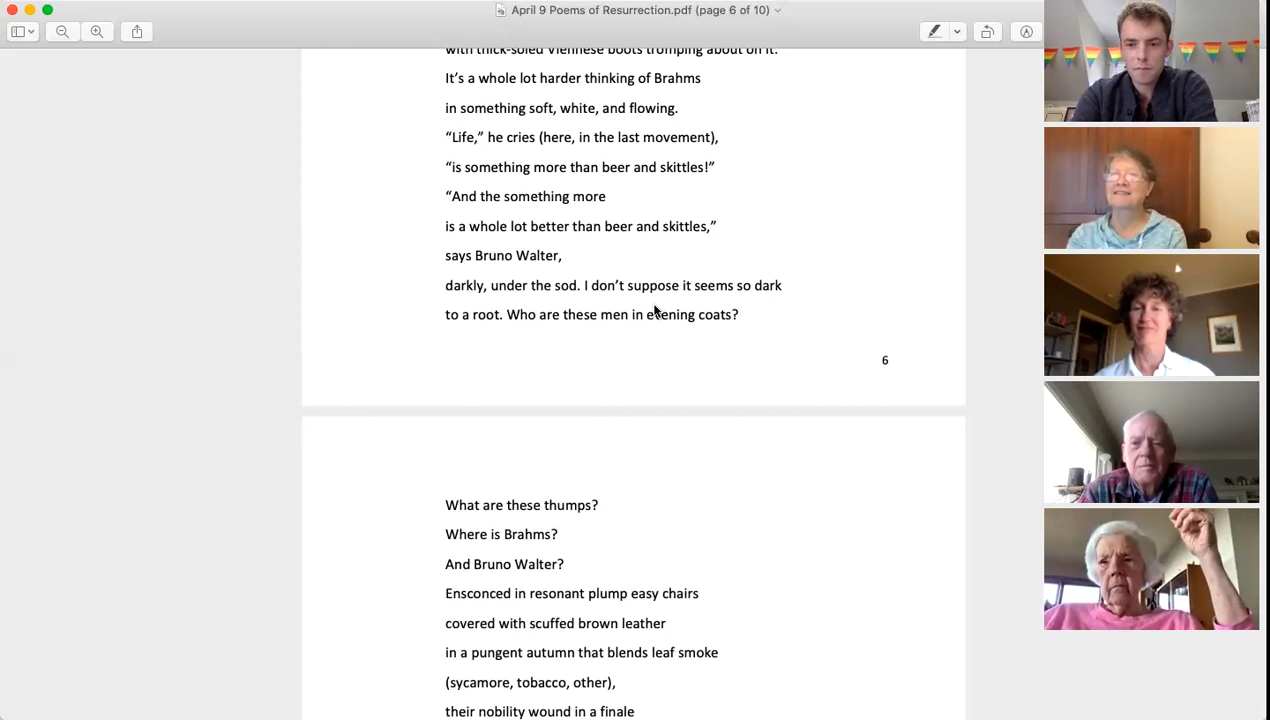 April 9 Poems of Resurrection.pdf (page 6 of 10)
with thick-soled Viennese boots tromping about on it.
It's a whole lot harder thinking of Brahms
in something soft, white, and flowing.
“Life,” he cries (here, in the last movement),
“is something more than beer and skittles!”
“And the something more
is a whole lot better than beer and skittles,”
says Bruno Walter,
darkly, under the sod. I don't suppose it seems so dark
to a root. Who are these men in evening coats?
6
What are these thumps?
Where is Brahms?
And Bruno Walter?
Ensconced in resonant plump easy chairs
covered with scuffed brown leather
in a pungent autumn that blends leaf smoke
(sycamore, tobacco, other),
their nobility wound in a finale